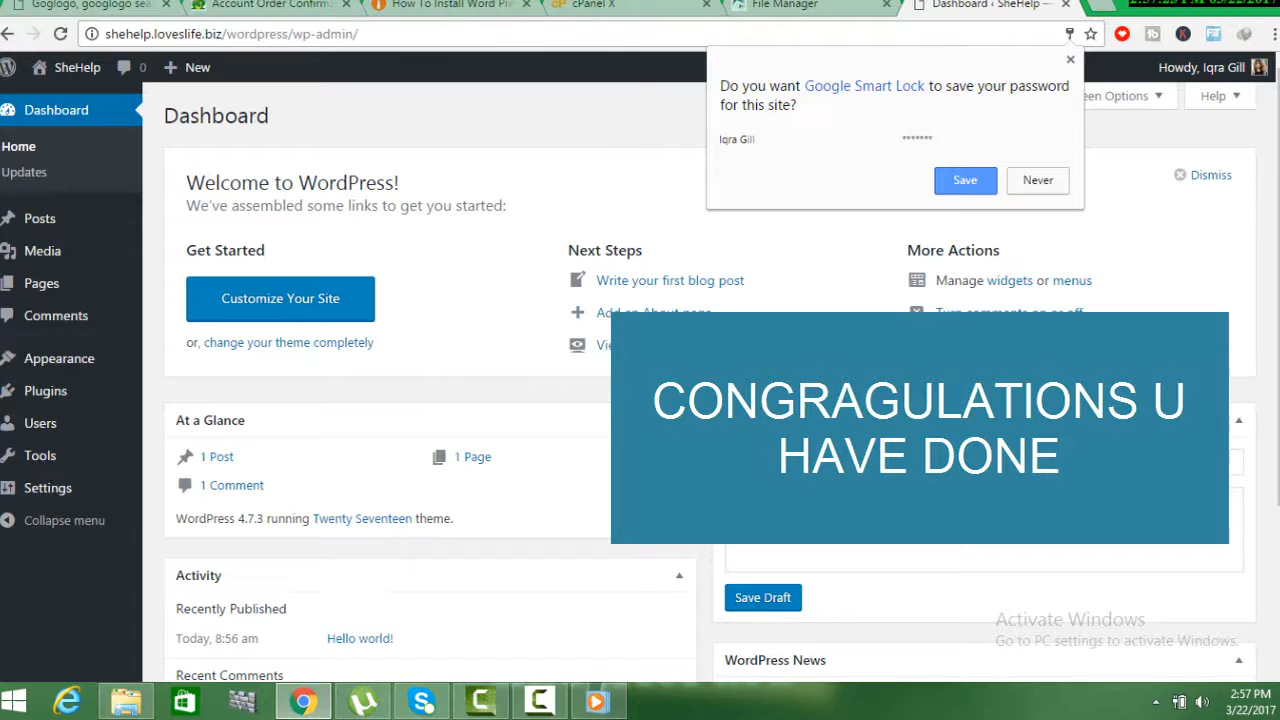 Goglogo, googlogo sea
Account Order Confirm
How To Install Word Pr
cPanel X
File Manager
Dashboard ‹ SheHelp —
shehelp.loveslife.biz/wordpress/wp-admin/
SheHelp
0
New
Howdy, Iqra Gill
Do you want Google Smart Lock to save your password
for this site?
Iqra Gill
*******
Save
Never
Dashboard
Home
Updates
Posts
Media
Pages
Comments
Appearance
Plugins
Users
Tools
Settings
Collapse menu
Dashboard
een Options
Help
Welcome to WordPress!
We've assembled some links to get you started:
Dismiss
Get Started
Customize Your Site
or, change your theme completely
Next Steps
Write your first blog post
Add an About page
More Actions
Manage widgets or menus
Turn comments on or off
CONGRAGULATIONS U
HAVE DONE
At a Glance
1 Post
1 Page
1 Comment
WordPress 4.7.3 running Twenty Seventeen theme.
Activity
Recently Published
Today, 8:56 am
Hello world!
Recent Comments
Save Draft
WordPress News
Activate Windows
Go to PC settings to activate Windows.
2:57 PM
3/22/2017